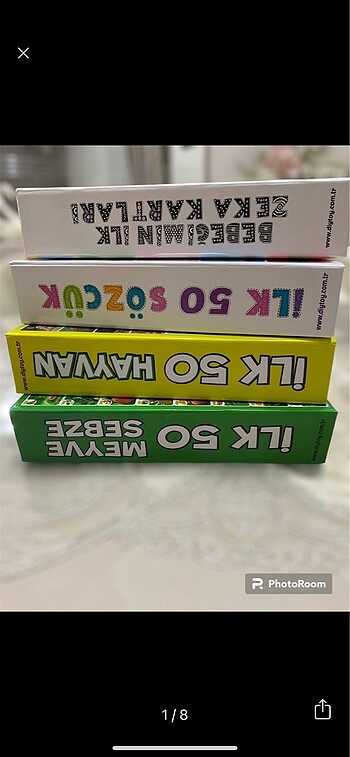 BEBEĞİMİN İLK
ZEKA KARTLARI
www.digitoy.com.tr
İLK 50 SÖZCÜK
www.digitoy.com.tr
İLK 50 HAYVAN
www.digitoy.com.tr
İLK 50 MEYVE
SEBZE
www.digitoy.com.tr
PhotoRoom
1 / 8